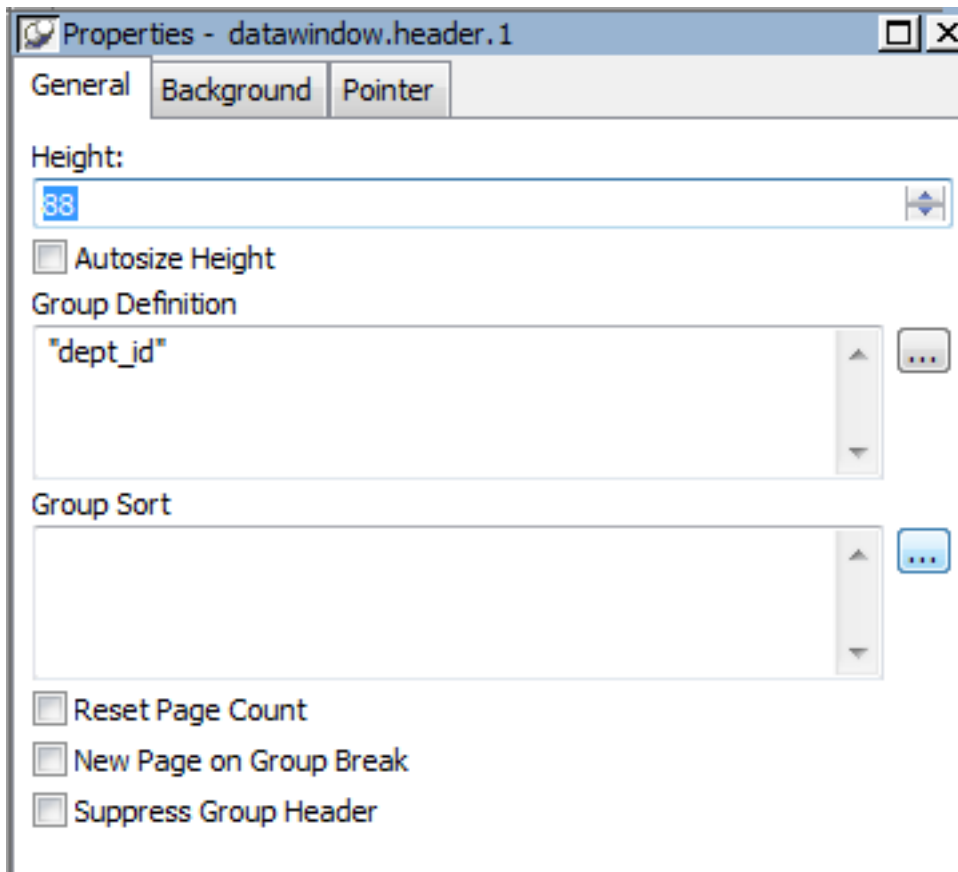 Properties - datawindow.header.1
General Background Pointer
Height:
88
Autosize Height
Group Definition
"dept_id"
...
Group Sort
...
Reset Page Count
New Page on Group Break
Suppress Group Header